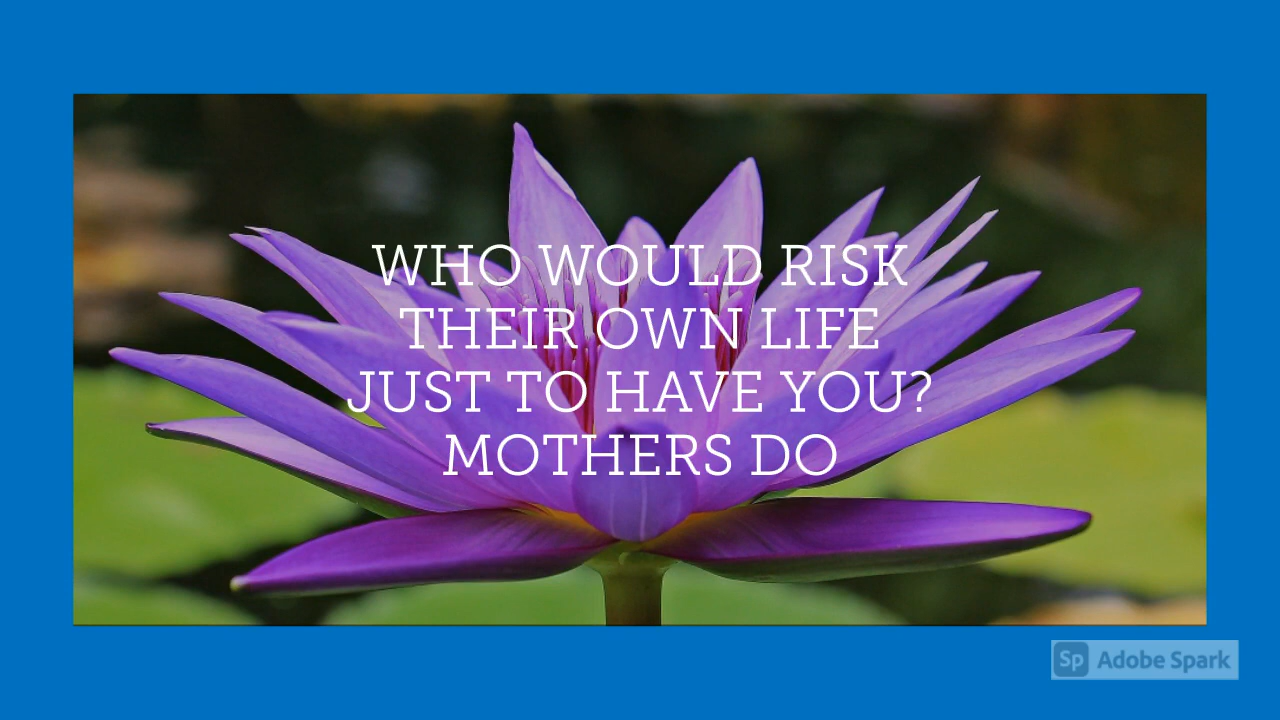 WHO WOULD RISK
THEIR OWN LIFE
JUST TO HAVE YOU?
MOTHERS DO
Sp Adobe Spark